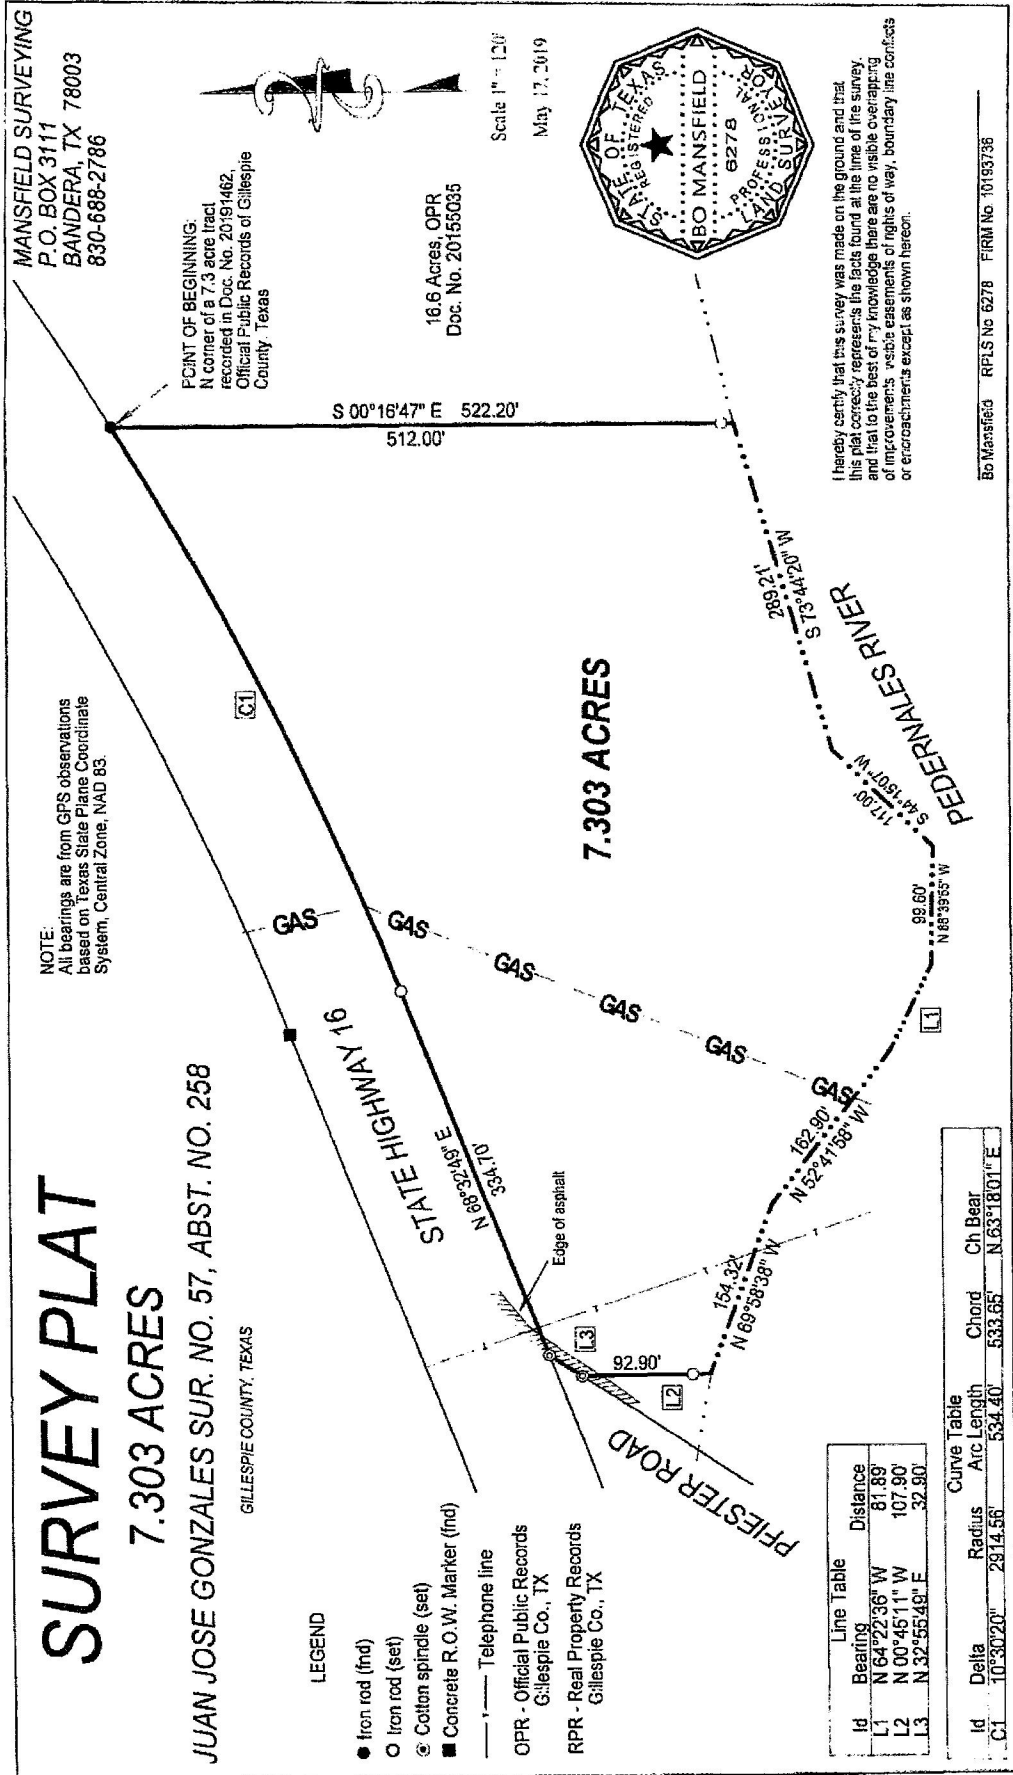 SURVEY PLAT
7.303 ACRES
JUAN JOSE GONZALES SUR. NO. 57, ABST. NO. 258
GILLESPIE COUNTY, TEXAS
NOTE:
All bearings are from GPS observations
based on Texas State Plane Coordinate
System, Central Zone, NAD 83.
MANSFIELD SURVEYING
P.O. BOX 3111
BANDERA, TX 78003
830-688-2786
POINT OF BEGINNING:
N corner of a 7.3 acre tract
recorded in Doc. No. 20191462,
Official Public Records of Gillespie
County, Texas
Scale 1" = 120'
May 17, 2019
16.6 Acres, OPR
Doc. No. 20155035
S 00°16'47" E 522.20'
512.00'
C1
GAS
GAS
GAS
GAS
GAS
GAS
STATE HIGHWAY 16
N 68°32'49" E
334.70'
Edge of asphalt
7.303 ACRES
LEGEND
Iron rod (fnd)
Iron rod (set)
Cotton spindle (set)
Concrete R.O.W. Marker (fnd)
Telephone line
OPR - Official Public Records
Gillespie Co., TX
RPR - Real Property Records
Gillespie Co., TX
PFIESTER ROAD
L3
92.90'
L2
154.32'
N 69°58'38" W
162.90'
N 52°41'58" W
L1
99.60'
N 88°39'55" W
117.00'
S 44°15'07" W
289.21'
S 73°44'20" W
PEDERNALES RIVER
STATE OF TEXAS
REGISTERED
BO MANSFIELD
6278
PROFESSIONAL
LAND SURVEYOR
I hereby certify that this survey was made on the ground and that
this plat correctly represents the facts found at the time of the survey,
and that to the best of my knowledge there are no visible overlapping
of improvements visible easements of rights of way, boundary line conflicts
or encroachments except as shown hereon.
Bo Mansfield RPLS No 6278 FIRM No. 10193736
Line Table
Id Bearing Distance
L1 N 64°22'36" W 81.89'
L2 N 00°45'11" W 107.90'
L3 N 32°55'49" E 32.90'
Curve Table
Id Delta Radius Arc Length Chord Ch Bear
C1 10°30'20" 2914.56' 534.40' 533.65' N 63°18'01" E